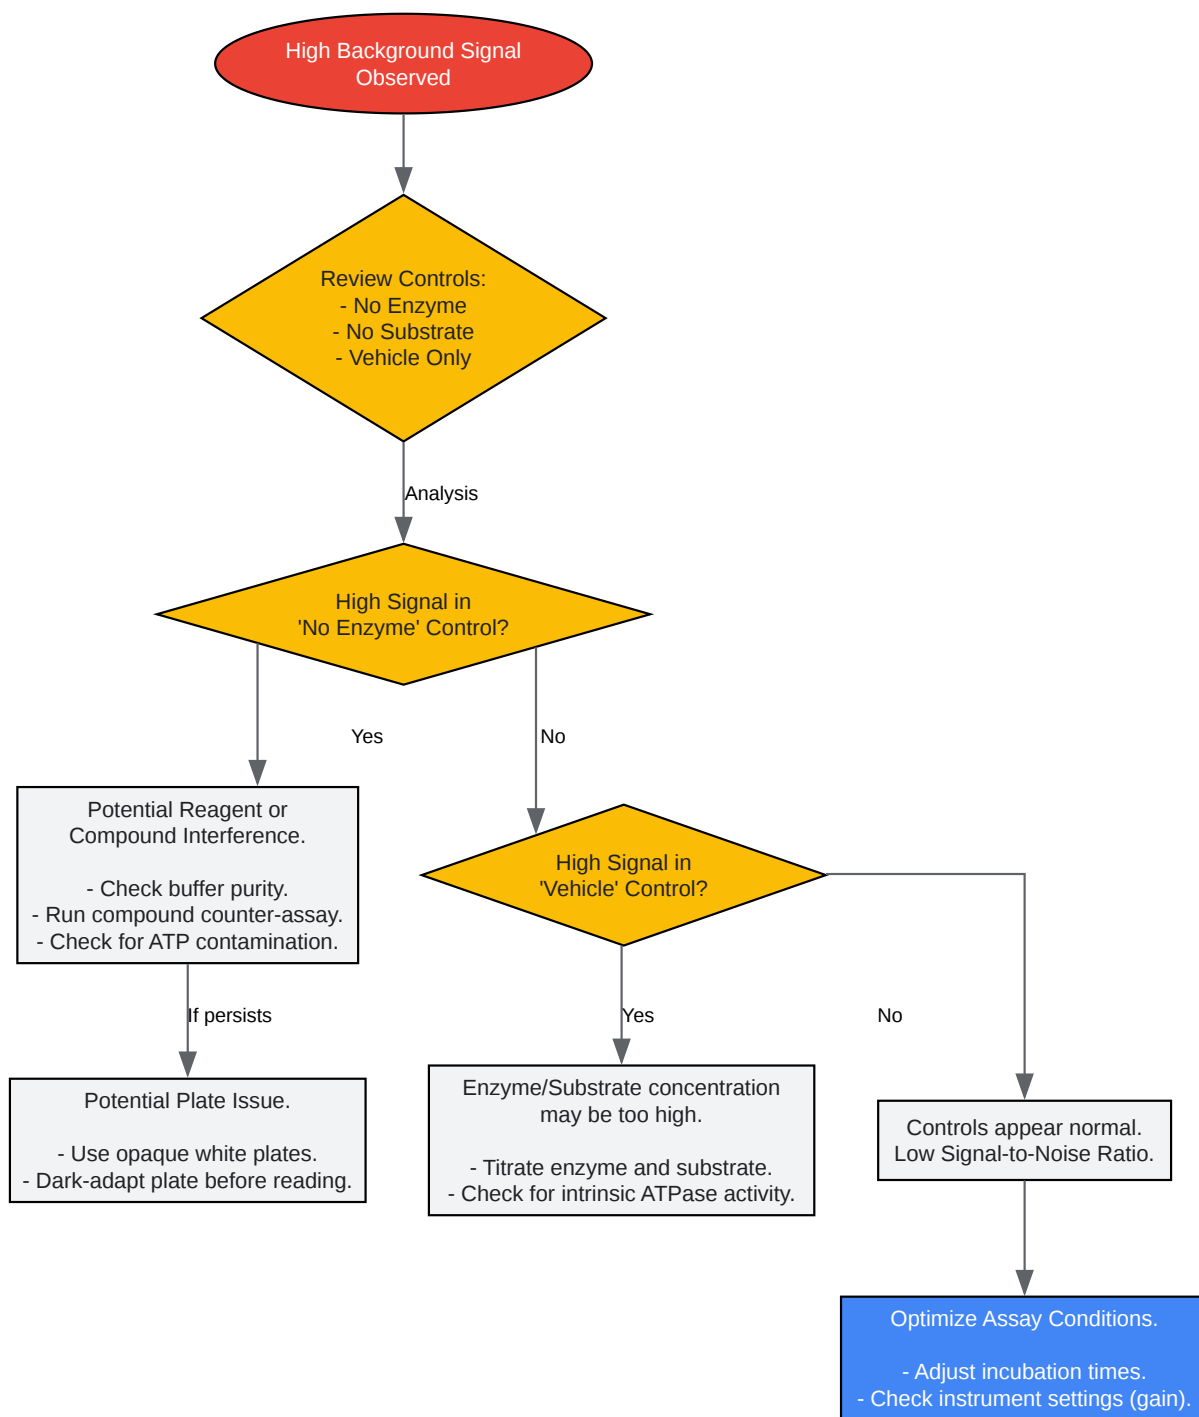 High Background Signal
Observed
Review Controls:
- No Enzyme
- No Substrate
- Vehicle Only
Analysis
High Signal in
'No Enzyme' Control?
Yes
No
Potential Reagent or
Compound Interference.
- Check buffer purity.
- Run compound counter-assay.
- Check for ATP contamination.
High Signal in
'Vehicle' Control?
If persists
Yes
No
Potential Plate Issue.
- Use opaque white plates.
- Dark-adapt plate before reading.
Enzyme/Substrate concentration
may be too high.
- Titrate enzyme and substrate.
- Check for intrinsic ATPase activity.
Controls appear normal.
Low Signal-to-Noise Ratio.
Optimize Assay Conditions.
- Adjust incubation times.
- Check instrument settings (gain).